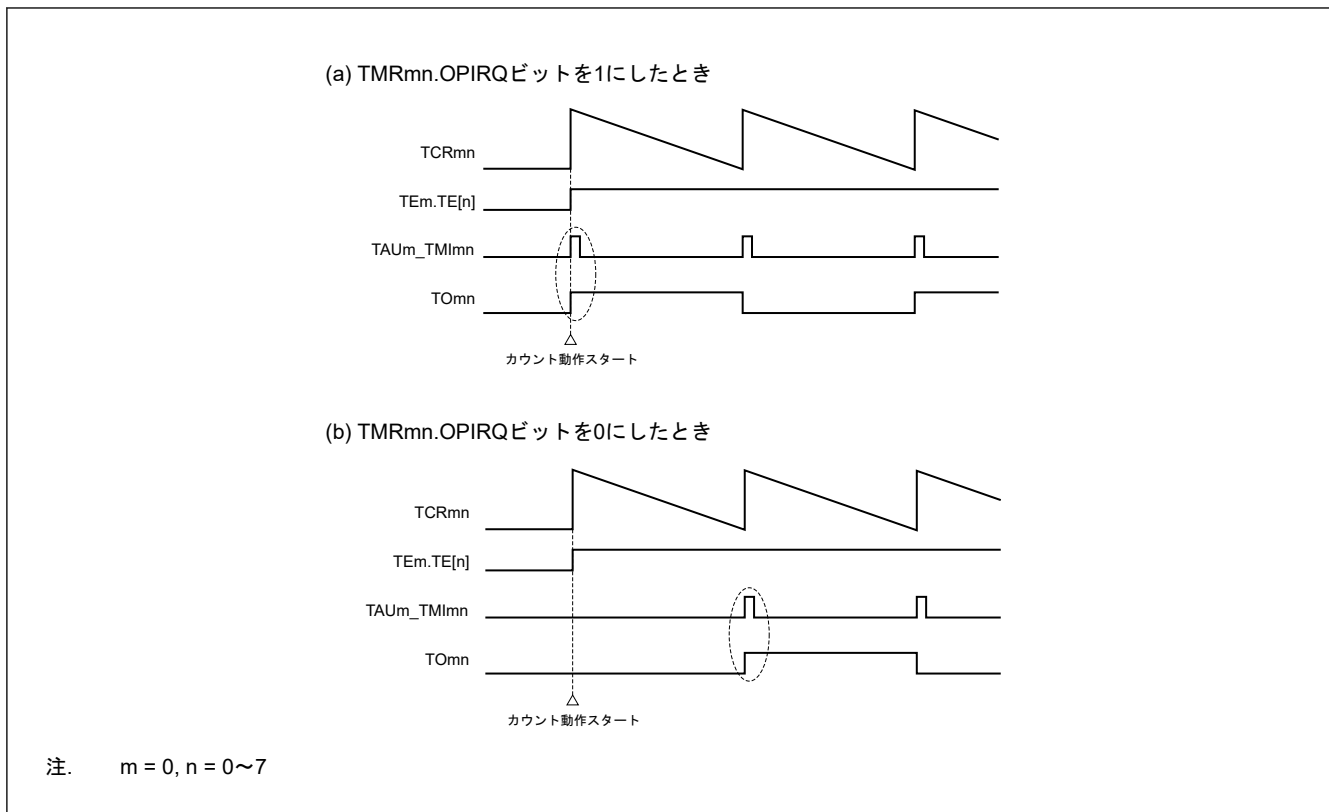 (a) TMRmn.OPIRQビットを1にしたとき
TCRmn
TEm.TE[n]
TAUm_TMImn
TOmn
カウント動作スタート
(b) TMRmn.OPIRQビットを0にしたとき
TCRmn
TEm.TE[n]
TAUm_TMImn
TOmn
カウント動作スタート
注. m = 0, n = 0～7